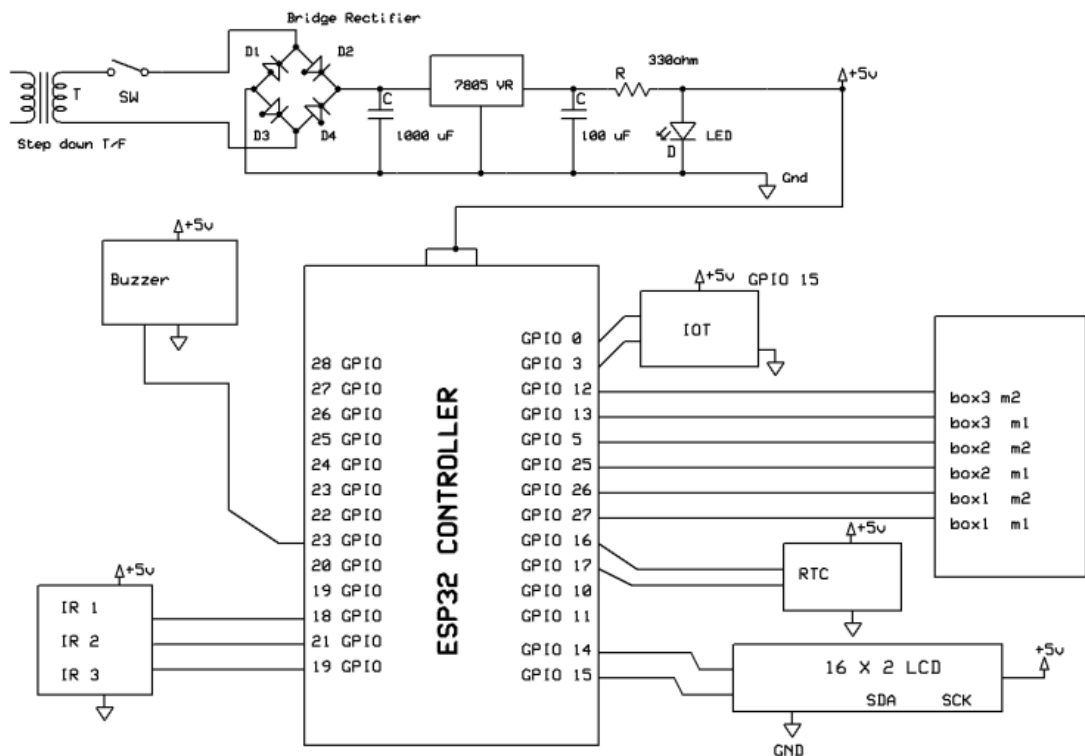 Bridge Rectifier
D1
D2
D3
D4
T
SW
Step down T/F
C
1000 uF
7805 VR
C
100 uF
R
330ohm
+5v
D
LED
Gnd
+5v
Buzzer
ESP32 CONTROLLER
28 GPIO
27 GPIO
26 GPIO
25 GPIO
24 GPIO
23 GPIO
22 GPIO
23 GPIO
20 GPIO
19 GPIO
18 GPIO
21 GPIO
19 GPIO
GPIO 0
GPIO 3
GPIO 12
GPIO 13
GPIO 5
GPIO 25
GPIO 26
GPIO 27
GPIO 16
GPIO 17
GPIO 10
GPIO 11
GPIO 14
GPIO 15
+5v
GPIO 15
IOT
box3 m2
box3 m1
box2 m2
box2 m1
box1 m2
box1 m1
+5v
RTC
+5v
IR 1
IR 2
IR 3
16 X 2 LCD
SDA SCK
+5v
GND